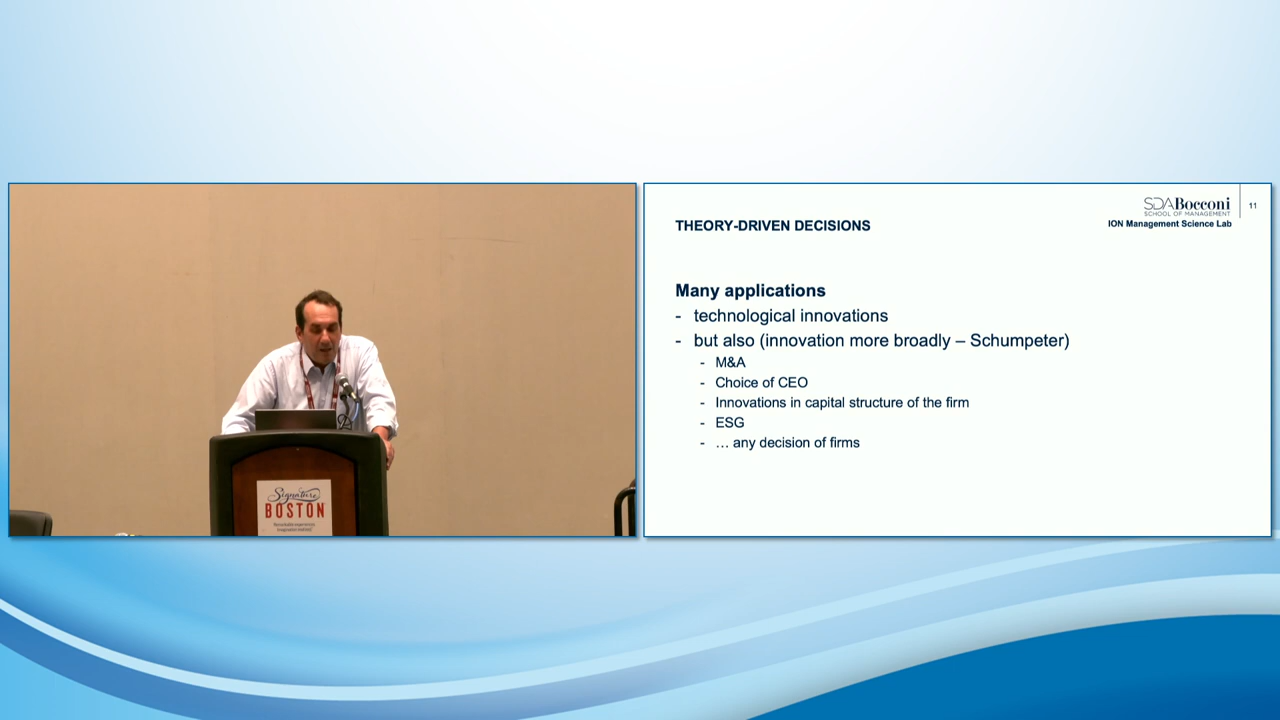 Signature
BOSTON
SDA Bocconi
SCHOOL OF MANAGEMENT
ION Management Science Lab
11
THEORY-DRIVEN DECISIONS
Many applications
- technological innovations
- but also (innovation more broadly – Schumpeter)
- M&A
- Choice of CEO
- Innovations in capital structure of the firm
- ESG
- … any decision of firms